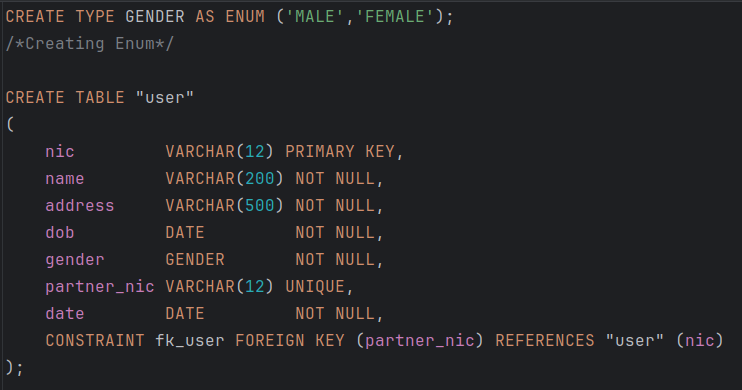 CREATE TYPE GENDER AS ENUM ('MALE','FEMALE');
/*Creating Enum*/
CREATE TABLE "user"
(
nic VARCHAR(12) PRIMARY KEY,
name VARCHAR(200) NOT NULL,
address VARCHAR(500) NOT NULL,
dob DATE NOT NULL,
gender GENDER NOT NULL,
partner_nic VARCHAR(12) UNIQUE,
date DATE NOT NULL,
CONSTRAINT fk_user FOREIGN KEY (partner_nic) REFERENCES "user" (nic)
);